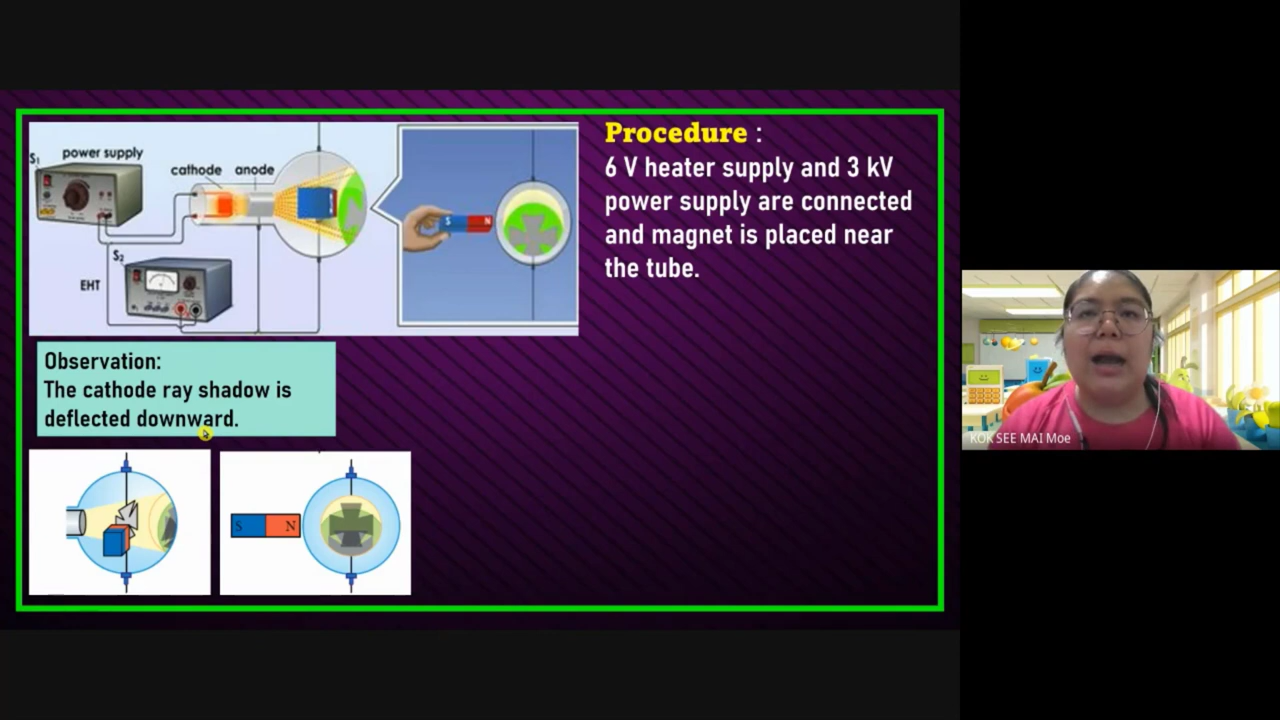 S1
power supply
cathode
anode
S2
EHT
S
N
Procedure :
6 V heater supply and 3 kV
power supply are connected
and magnet is placed near
the tube.
Observation:
The cathode ray shadow is
deflected downward.
S
N
KOK SEE MAI Moe